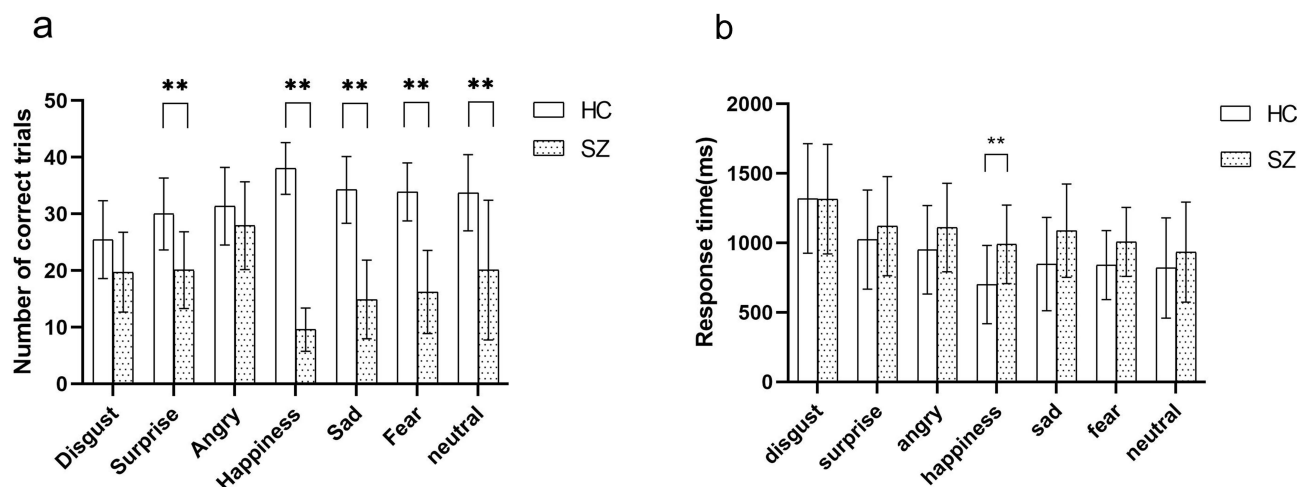 a
** ** ** ** **
Number of correct trials
50
40
30
20
10
0
Disgust
Surprise
Angry
Happiness
Sad
Fear
neutral
HC
SZ
b
**
Response time(ms)
2000
1500
1000
500
0
disgust
surprise
angry
happiness
sad
fear
neutral
HC
SZ